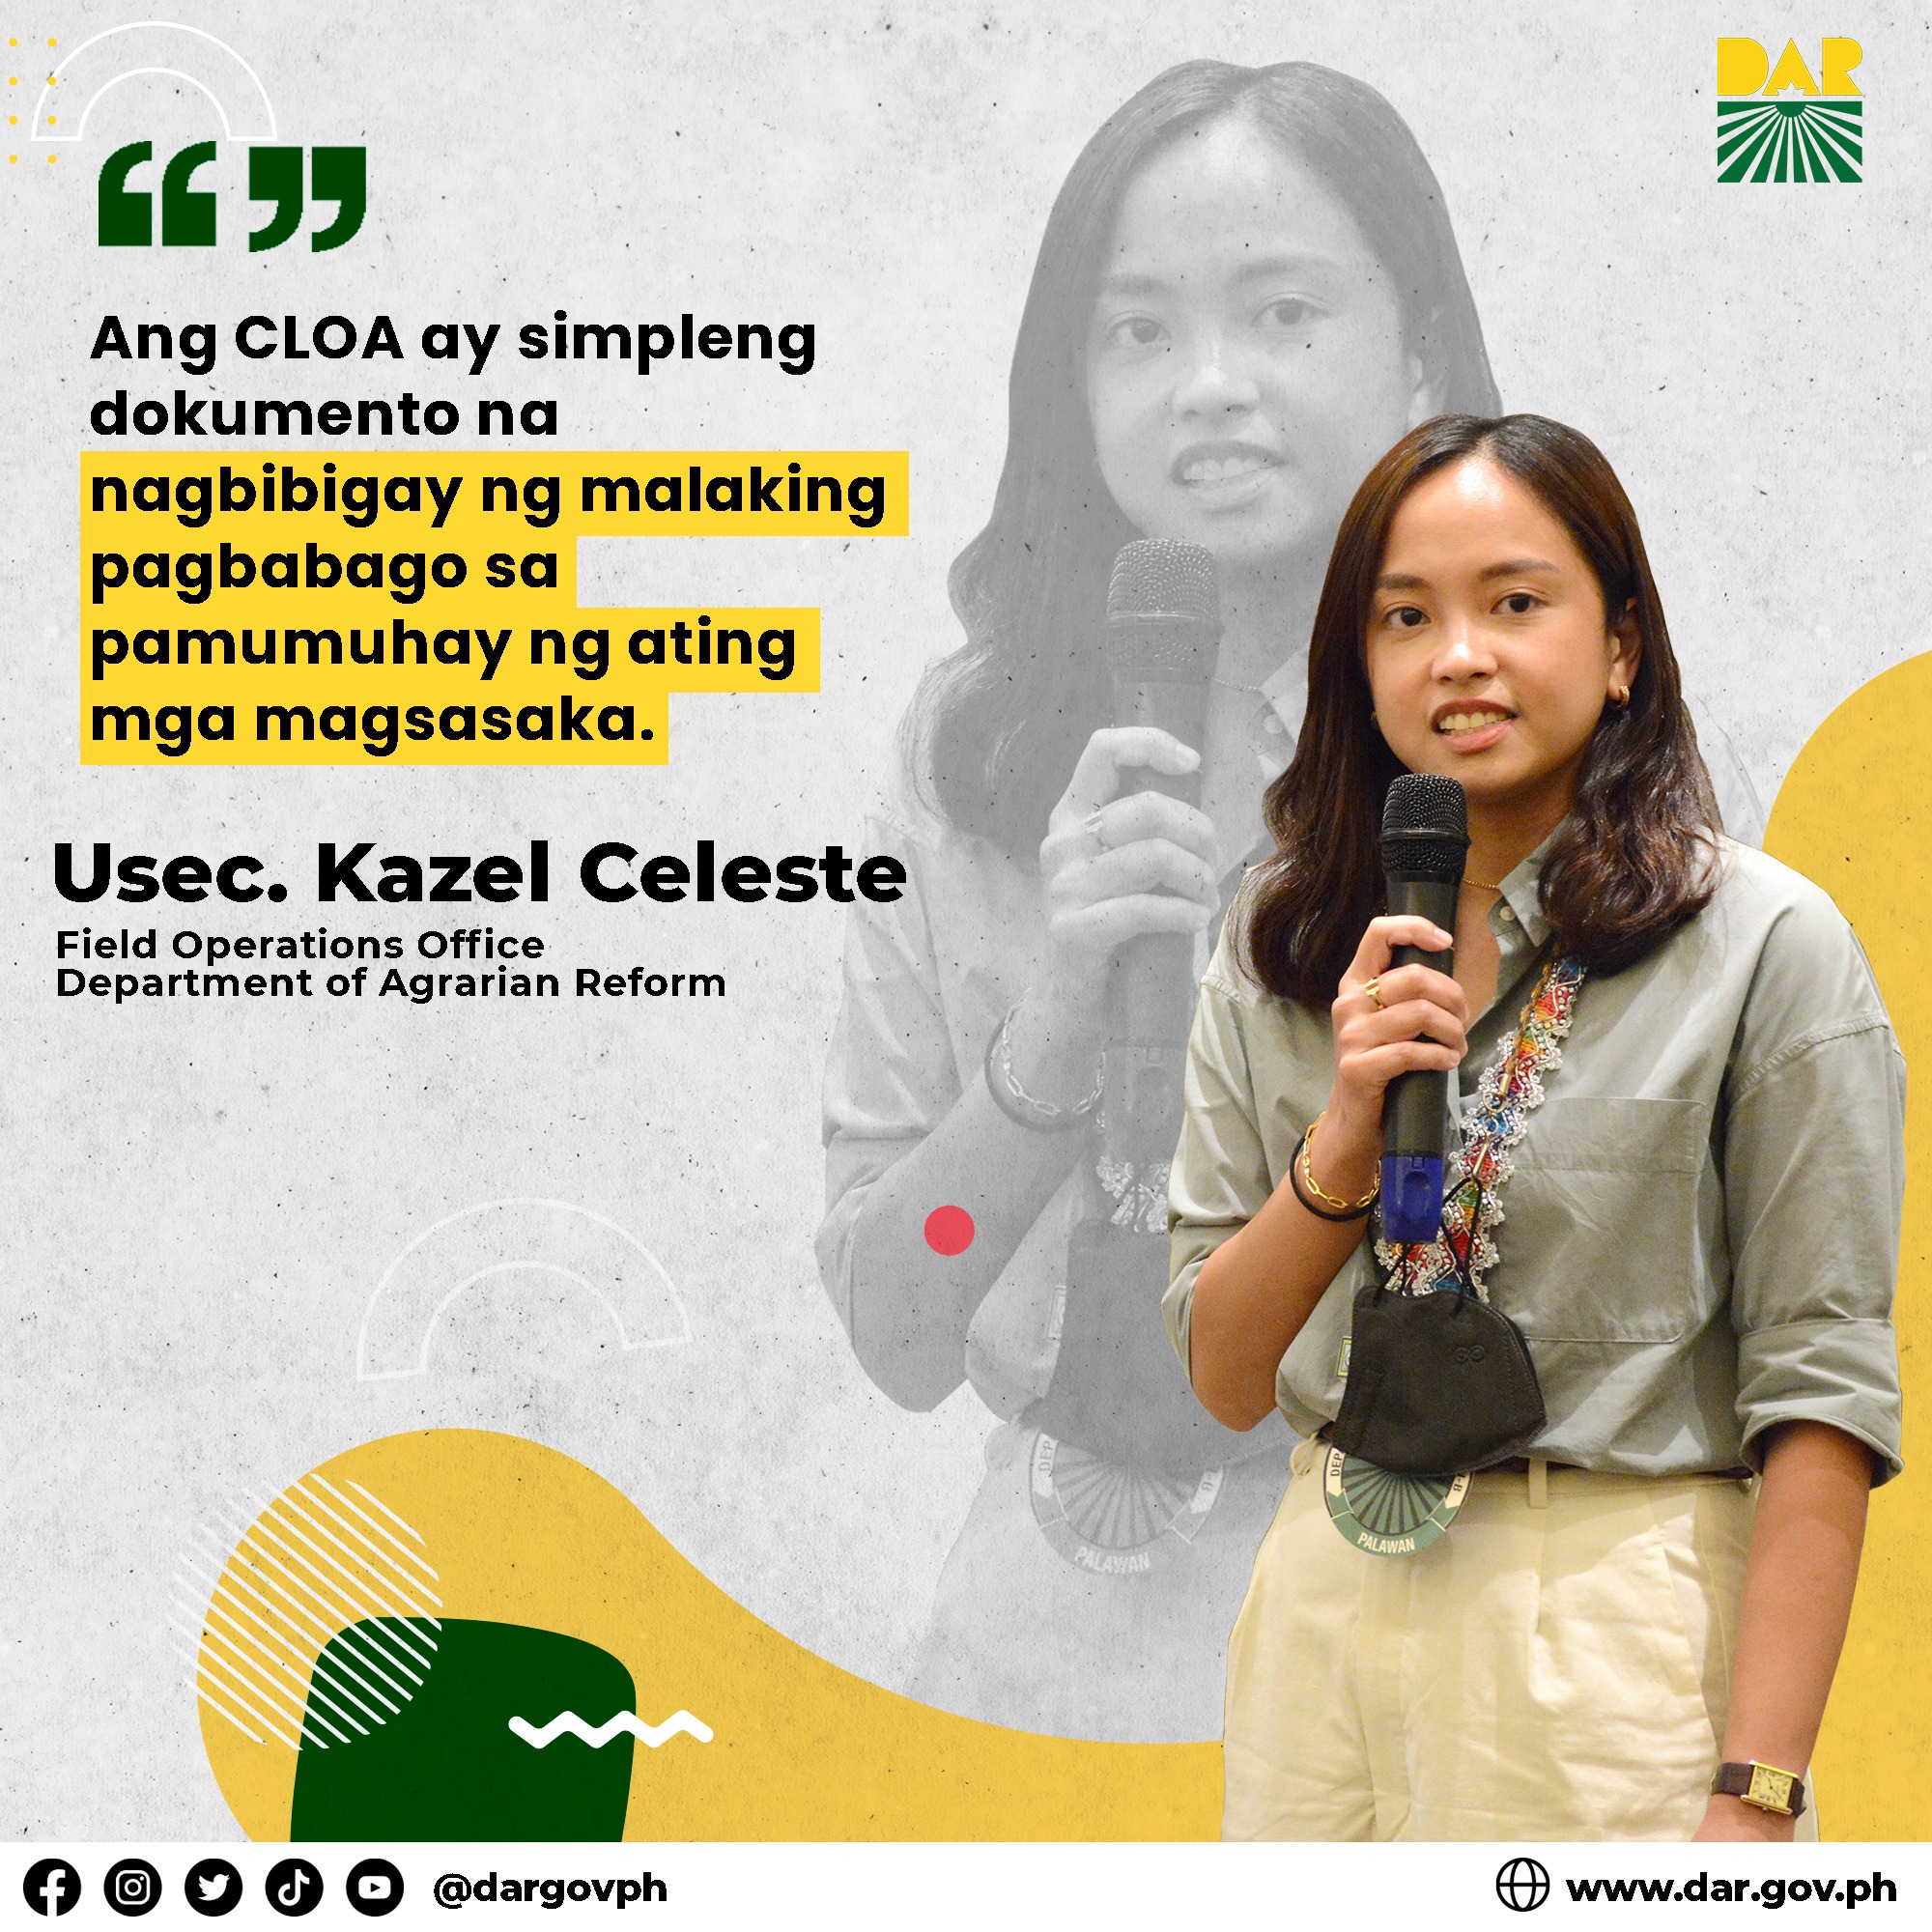 DAR
Ang CLOA ay simpleng
dokumento na
nagbibigay ng malaking
pagbabago sa
pamumuhay ng ating
mga magsasaka.
Usec. Kazel Celeste
Field Operations Office
Department of Agrarian Reform
PALAWAN
PALAWAN
@dargovph
www.dar.gov.ph